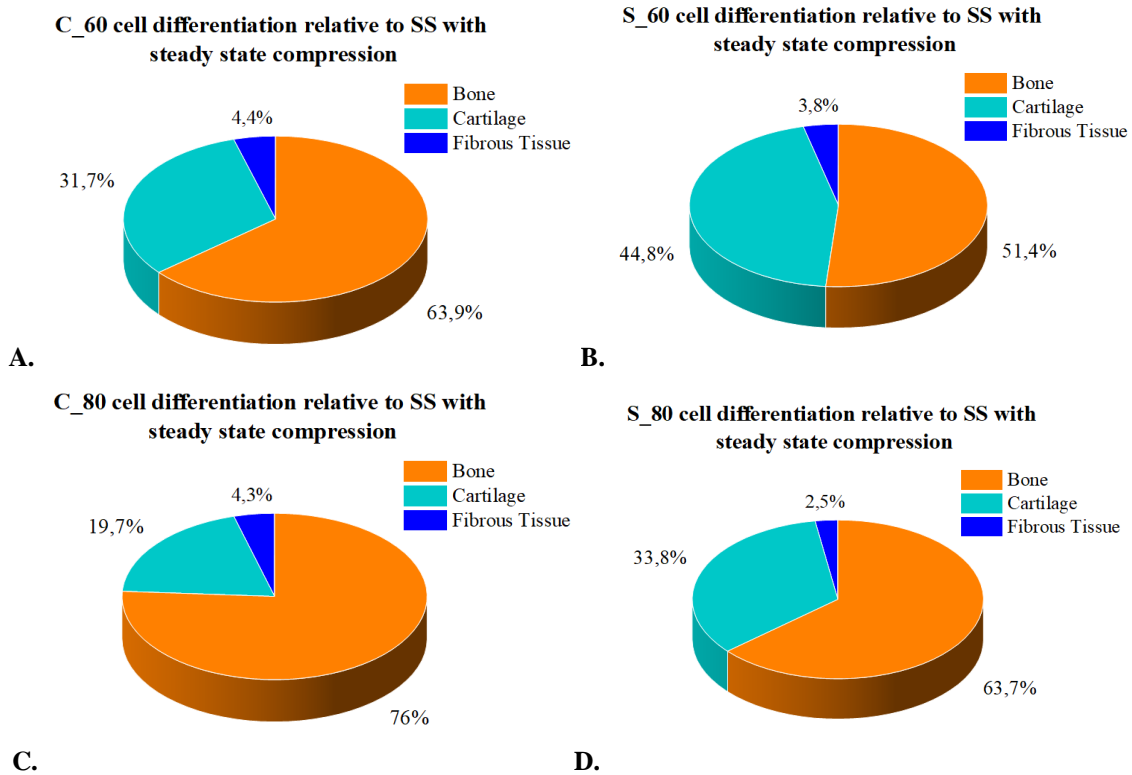 C_60 cell differentiation relative to SS with
steady state compression
Bone
Cartilage
Fibrous Tissue
4,4%
31,7%
63,9%
A.
S_60 cell differentiation relative to SS with
steady state compression
Bone
Cartilage
Fibrous Tissue
3,8%
44,8%
51,4%
B.
C_80 cell differentiation relative to SS with
steady state compression
Bone
Cartilage
Fibrous Tissue
4,3%
19,7%
76%
C.
S_80 cell differentiation relative to SS with
steady state compression
Bone
Cartilage
Fibrous Tissue
2,5%
33,8%
63,7%
D.